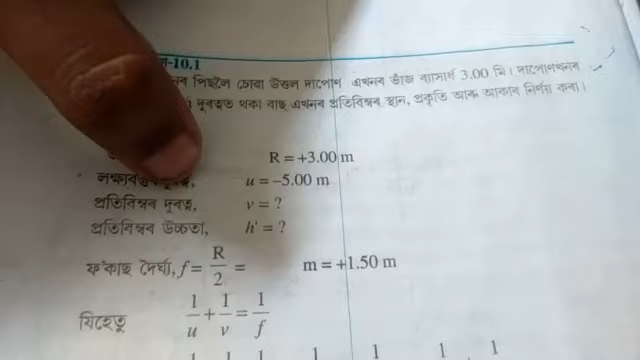 -10.1
পিছলৈ চোৱা উত্তল দাপোণ এখনৰ ভাঁজ ব্যাসাৰ্ধ 3.00 মি। দাপোণখনৰ
দূৰত্বত থকা বাছ এখনৰ প্ৰতিবিম্বৰ স্থান, প্ৰকৃতি আৰু আকাৰ নিৰ্ণয় কৰা।
R = +3.00 m
u = –5.00 m
প্ৰতিবিম্বৰ দূৰত্ব, v = ?
প্ৰতিবিম্বৰ উচ্চতা, h' = ?
ফ'কাছ দৈৰ্ঘ্য, f = R/2 = m = +1.50 m
যিহেতু 1/u + 1/v = 1/f